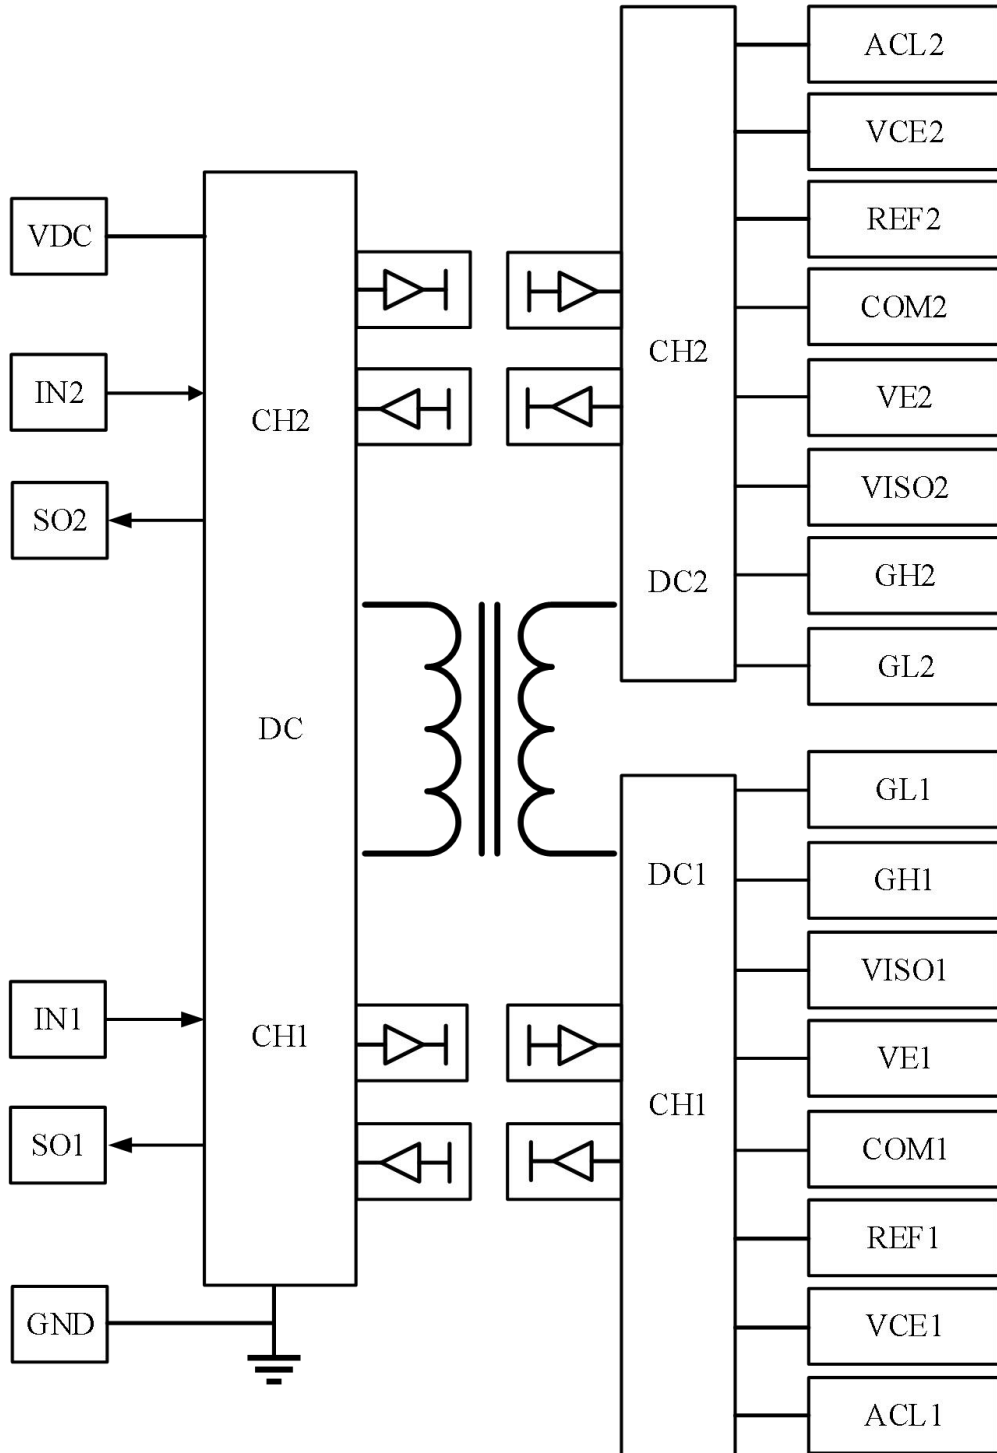 VDC
IN2
SO2
IN1
SO1
GND
CH2
DC
CH1
CH2
DC2
DC1
CH1
ACL2
VCE2
REF2
COM2
VE2
VISO2
GH2
GL2
GL1
GH1
VISO1
VE1
COM1
REF1
VCE1
ACL1